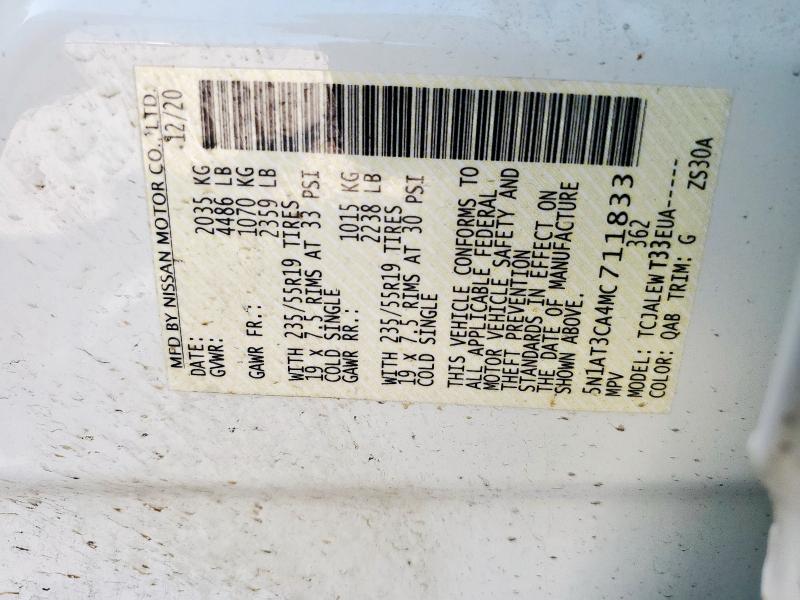 MFD BY NISSAN MOTOR CO., LTD.
DATE: 12/20
GVWR: 2035 KG
4486 LB
GAWR FR.: 1070 KG
2359 LB
WITH 235/55R19 TIRES
19 X 7.5 RIMS AT 33 PSI
COLD SINGLE
GAWR RR.: 1015 KG
2238 LB
WITH 235/55R19 TIRES
19 X 7.5 RIMS AT 30 PSI
COLD SINGLE
THIS VEHICLE CONFORMS TO
ALL APPLICABLE FEDERAL
MOTOR VEHICLE SAFETY AND
THEFT PREVENTION
STANDARDS IN EFFECT ON
THE DATE OF MANUFACTURE
SHOWN ABOVE.
5N1AT3CA4MC711833
MPV 362
MODEL: TCJALEWT33EUA-----
COLOR: QAB TRIM: G ZS30A